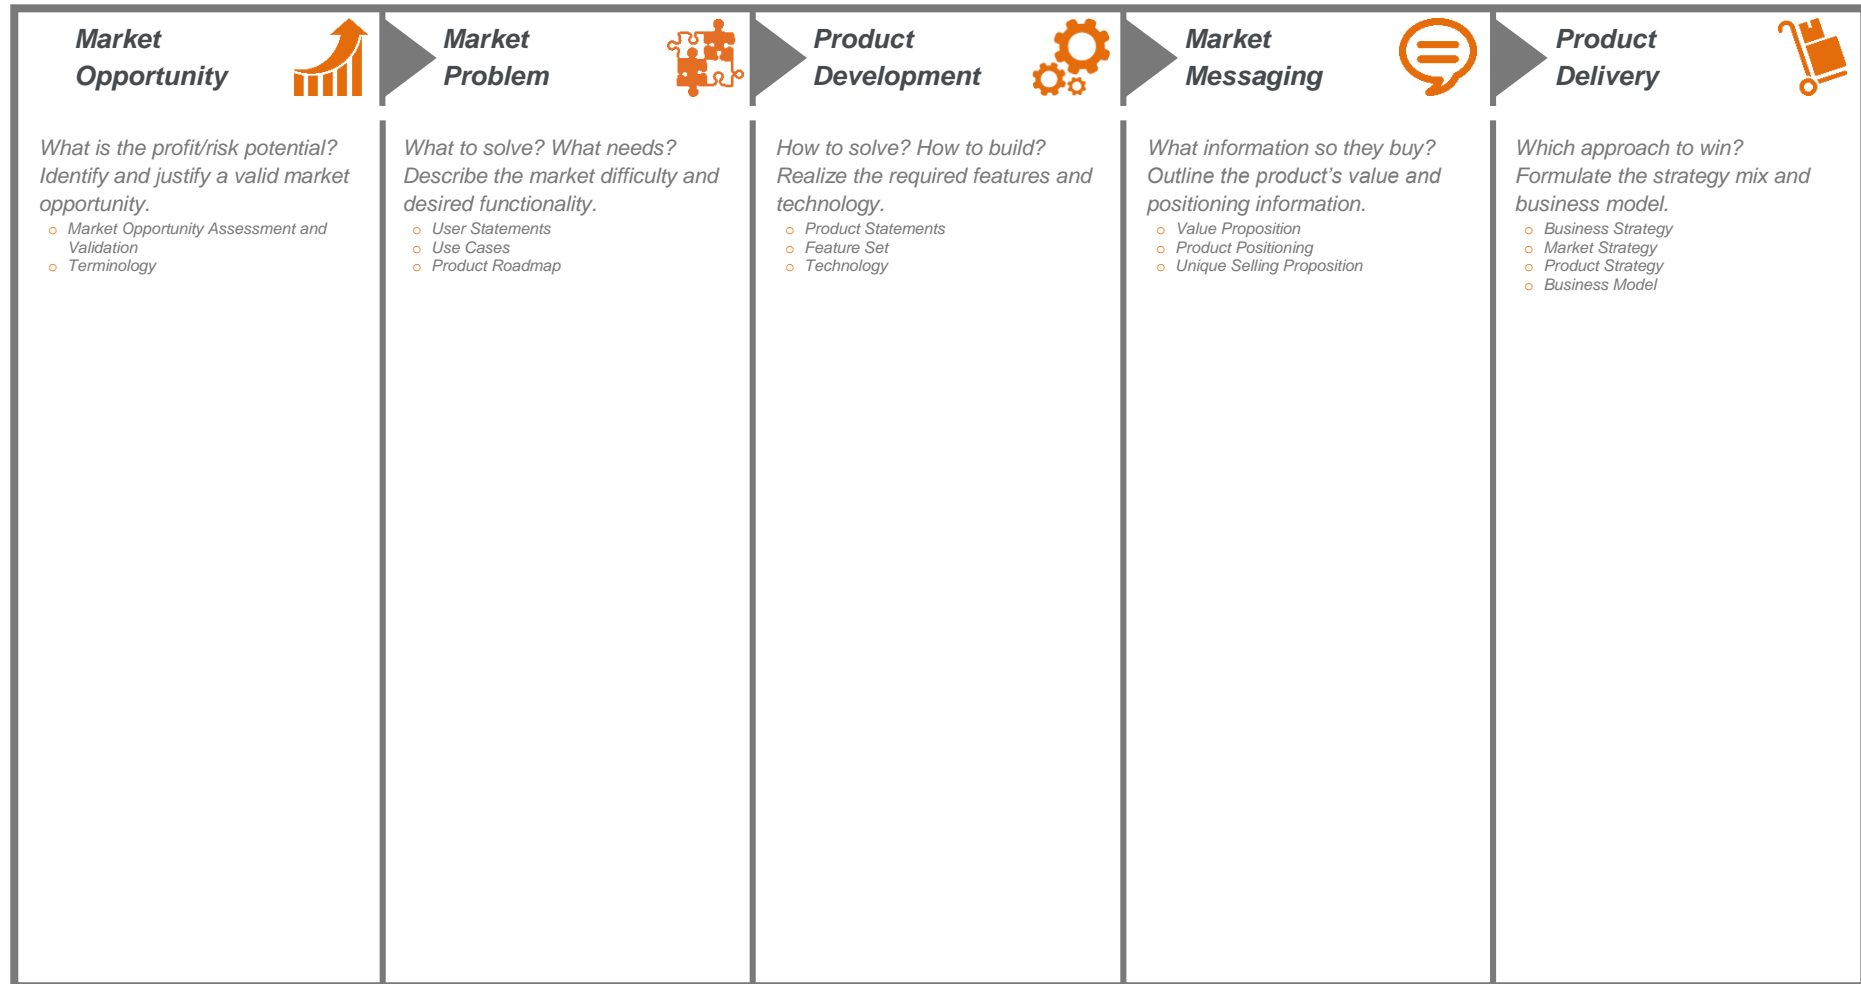 Market
Opportunity
What is the profit/risk potential?
Identify and justify a valid market
opportunity.
o Market Opportunity Assessment and
Validation
o Terminology
Market
Problem
What to solve? What needs?
Describe the market difficulty and
desired functionality.
o User Statements
o Use Cases
o Product Roadmap
Product
Development
How to solve? How to build?
Realize the required features and
technology.
o Product Statements
o Feature Set
o Technology
Market
Messaging
What information so they buy?
Outline the product’s value and
positioning information.
o Value Proposition
o Product Positioning
o Unique Selling Proposition
Product
Delivery
Which approach to win?
Formulate the strategy mix and
business model.
o Business Strategy
o Market Strategy
o Product Strategy
o Business Model